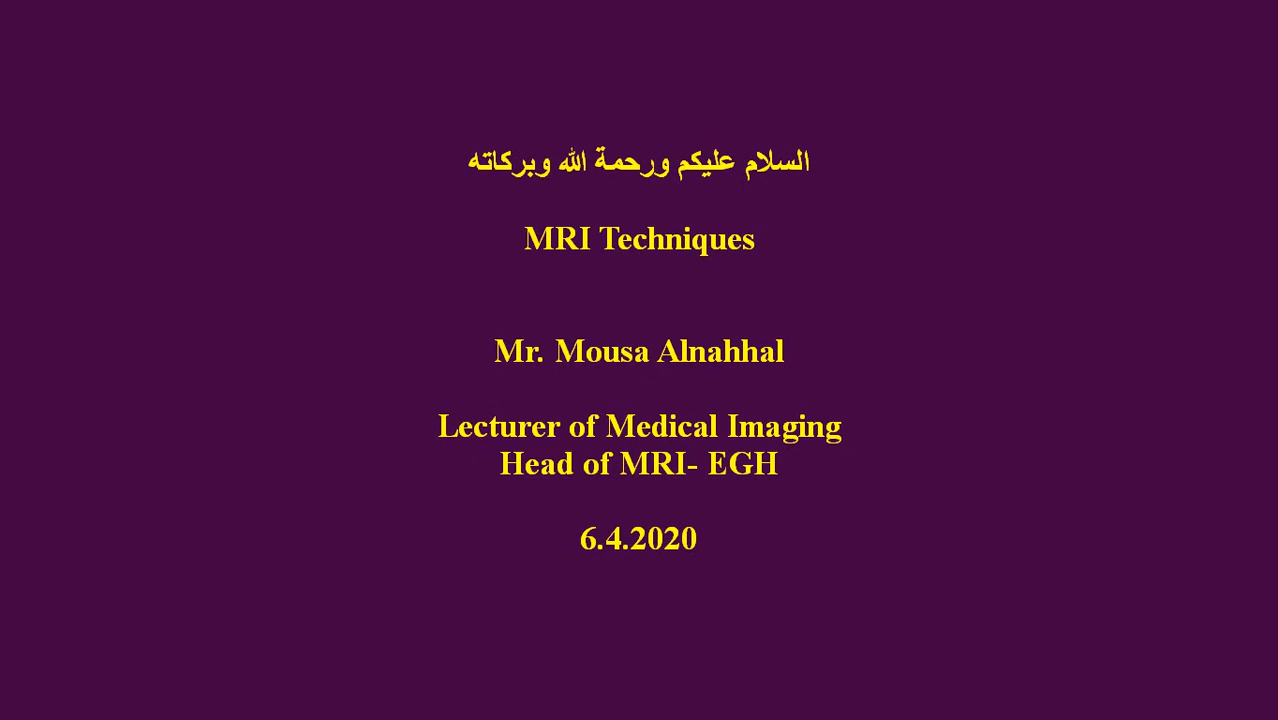 السلام عليكم ورحمة الله وبركاته
MRI Techniques
Mr. Mousa Alnahhal
Lecturer of Medical Imaging
Head of MRI- EGH
6.4.2020